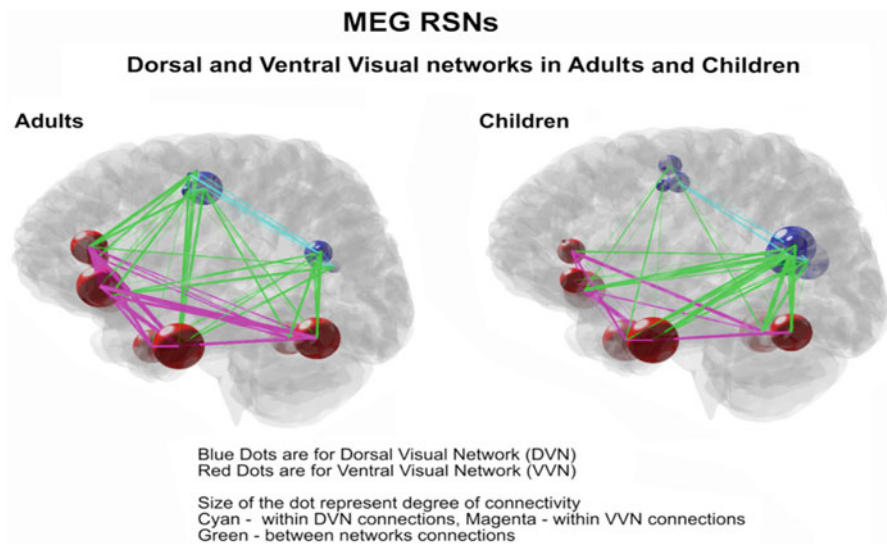 MEG RSNs
Dorsal and Ventral Visual networks in Adults and Children
Adults
Children
Blue Dots are for Dorsal Visual Network (DVN)
Red Dots are for Ventral Visual Network (VVN)
Size of the dot represent degree of connectivity
Cyan - within DVN connections, Magenta - within VVN connections
Green - between networks connections